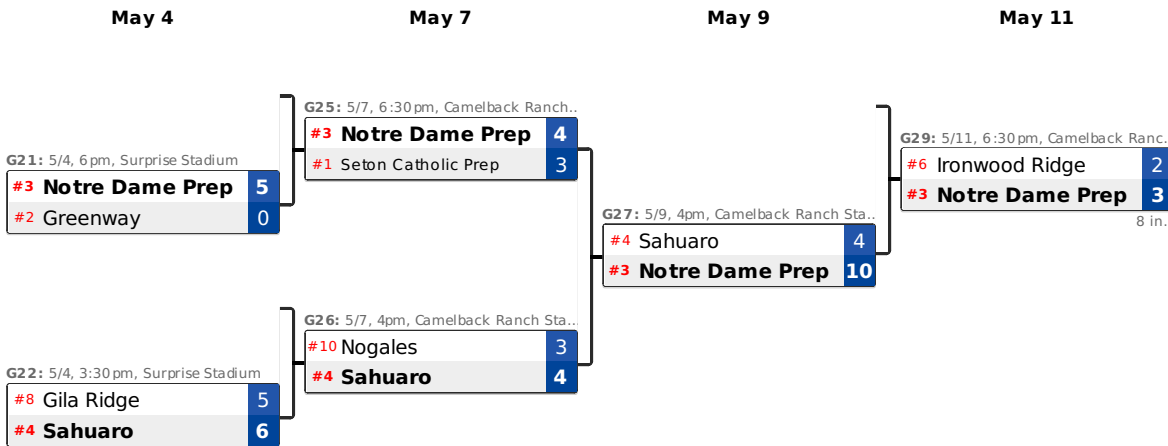 May 4
May 7
May 9
May 11
G21: 5/4, 6pm, Surprise Stadium
#3 Notre Dame Prep 5
#2 Greenway 0
G22: 5/4, 3:30pm, Surprise Stadium
#8 Gila Ridge 5
#4 Sahuaro 6
G25: 5/7, 6:30pm, Camelback Ranch..
#3 Notre Dame Prep 4
#1 Seton Catholic Prep 3
G26: 5/7, 4pm, Camelback Ranch Sta..
#10 Nogales 3
#4 Sahuaro 4
G27: 5/9, 4pm, Camelback Ranch Sta..
#4 Sahuaro 4
#3 Notre Dame Prep 10
G29: 5/11, 6:30pm, Camelback Ranc..
#6 Ironwood Ridge 2
#3 Notre Dame Prep 3
8 in.